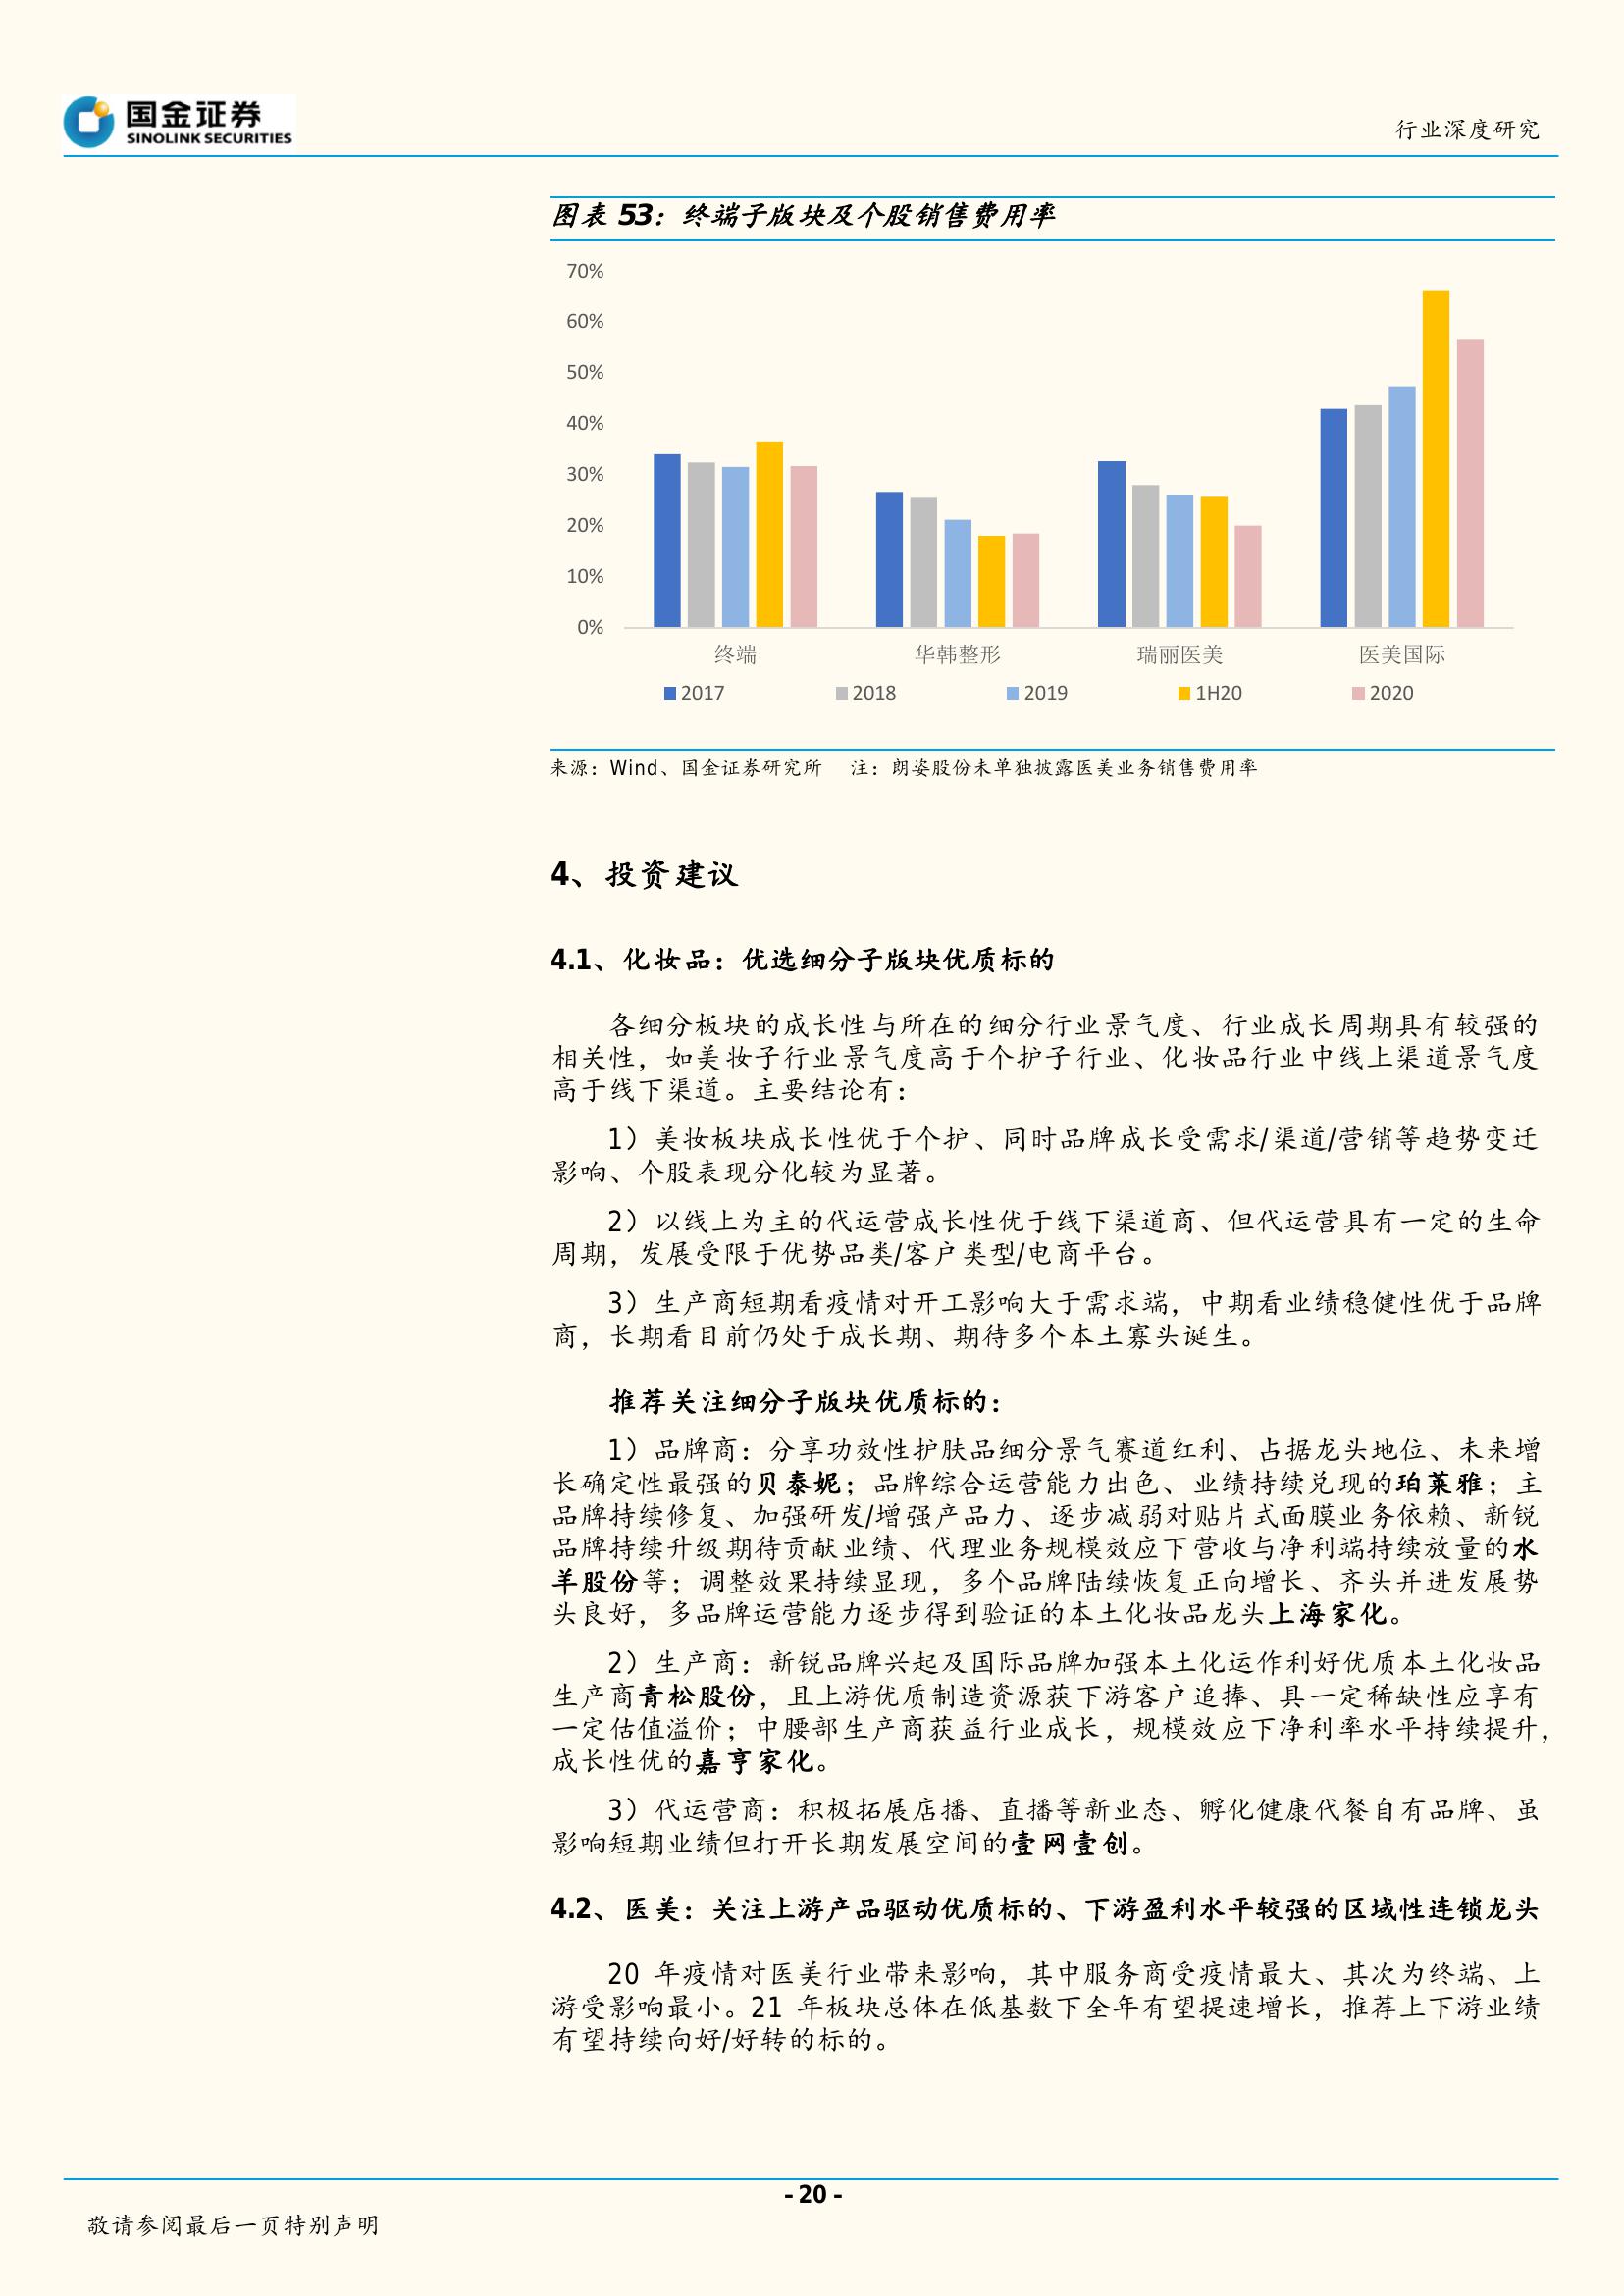 国金证券
SINOLINK SECURITIES
行业深度研究
图表 53：终端子版块及个股销售费用率
70%
60%
50%
40%
30%
20%
10%
0%
终端 华韩整形 瑞丽医美 医美国际
2017 2018 2019 1H20 2020
来源：Wind、国金证券研究所 注：朗姿股份未单独披露医美业务销售费用率
4、投资建议
4.1、化妆品：优选细分子版块优质标的
各细分板块的成长性与所在的细分行业景气度、行业成长周期具有较强的
相关性，如美妆子行业景气度高于个护子行业、化妆品行业中线上渠道景气度
高于线下渠道。主要结论有：
1）美妆板块成长性优于个护、同时品牌成长受需求/渠道/营销等趋势变迁
影响、个股表现分化较为显著。
2）以线上为主的代运营成长性优于线下渠道商、但代运营具有一定的生命
周期，发展受限于优势品类/客户类型/电商平台。
3）生产商短期看疫情对开工影响大于需求端，中期看业绩稳健性优于品牌
商，长期看目前仍处于成长期、期待多个本土寡头诞生。
推荐关注细分子版块优质标的：
1）品牌商：分享功效性护肤品细分景气赛道红利、占据龙头地位、未来增
长确定性最强的贝泰妮；品牌综合运营能力出色、业绩持续兑现的珀莱雅；主
品牌持续修复、加强研发/增强产品力、逐步减弱对贴片式面膜业务依赖、新锐
品牌持续升级期待贡献业绩、代理业务规模效应下营收与净利端持续放量的水
羊股份等；调整效果持续显现，多个品牌陆续恢复正向增长、齐头并进发展势
头良好，多品牌运营能力逐步得到验证的本土化妆品龙头上海家化。
2）生产商：新锐品牌兴起及国际品牌加强本土化运作利好优质本土化妆品
生产商青松股份，且上游优质制造资源获下游客户追捧、具一定稀缺性应享有
一定估值溢价；中腰部生产商获益行业成长，规模效应下净利率水平持续提升，
成长性优的嘉亨家化。
3）代运营商：积极拓展店播、直播等新业态、孵化健康代餐自有品牌、虽
影响短期业绩但打开长期发展空间的壹网壹创。
4.2、医美：关注上游产品驱动优质标的、下游盈利水平较强的区域性连锁龙头
20 年疫情对医美行业带来影响，其中服务商受疫情最大、其次为终端、上
游受影响最小。21 年板块总体在低基数下全年有望提速增长，推荐上下游业绩
有望持续向好/好转的标的。
- 20 -
敬请参阅最后一页特别声明